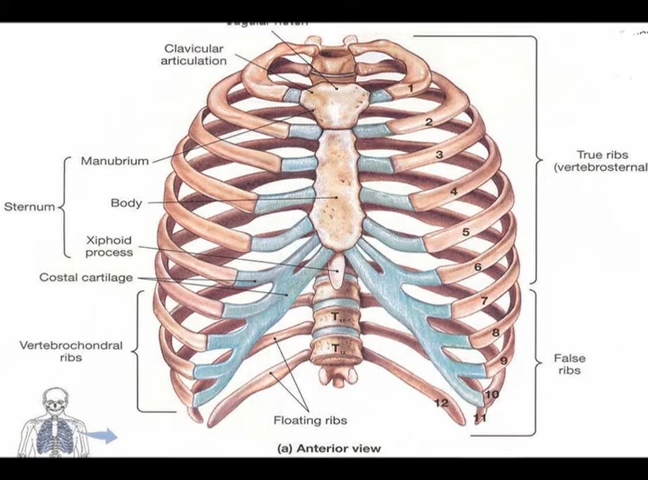 Clavicular
articulation
Manubrium
Sternum
Body
Xiphoid
process
Costal cartilage
Vertebrochondral
ribs
Floating ribs
True ribs
(vertebrosternal
False
ribs
1
2
3
4
5
6
7
8
9
10
11
12
(a) Anterior view